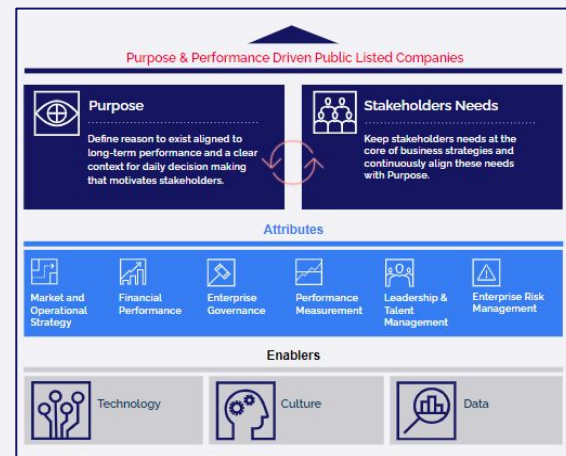 Purpose & Performance Driven Public Listed Companies
Purpose
Define reason to exist aligned to
long-term performance and a clear
context for daily decision making
that motivates stakeholders.
Stakeholders Needs
Keep stakeholders needs at the
core of business strategies and
continuously align these needs
with Purpose.
Attributes
Market and
Operational
Strategy
Financial
Performance
Enterprise
Governance
Performance
Measurement
Leadership &
Talent
Management
Enterprise Risk
Management
Enablers
Technology
Culture
Data